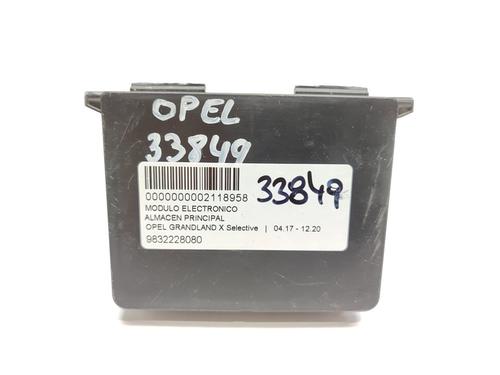 OPEL
33849
33849
0000000002118958
MODULO ELECTRONICO
ALMACEN PRINCIPAL
OPEL GRANDLAND X Selective | 04.17 - 12.20
9832228080